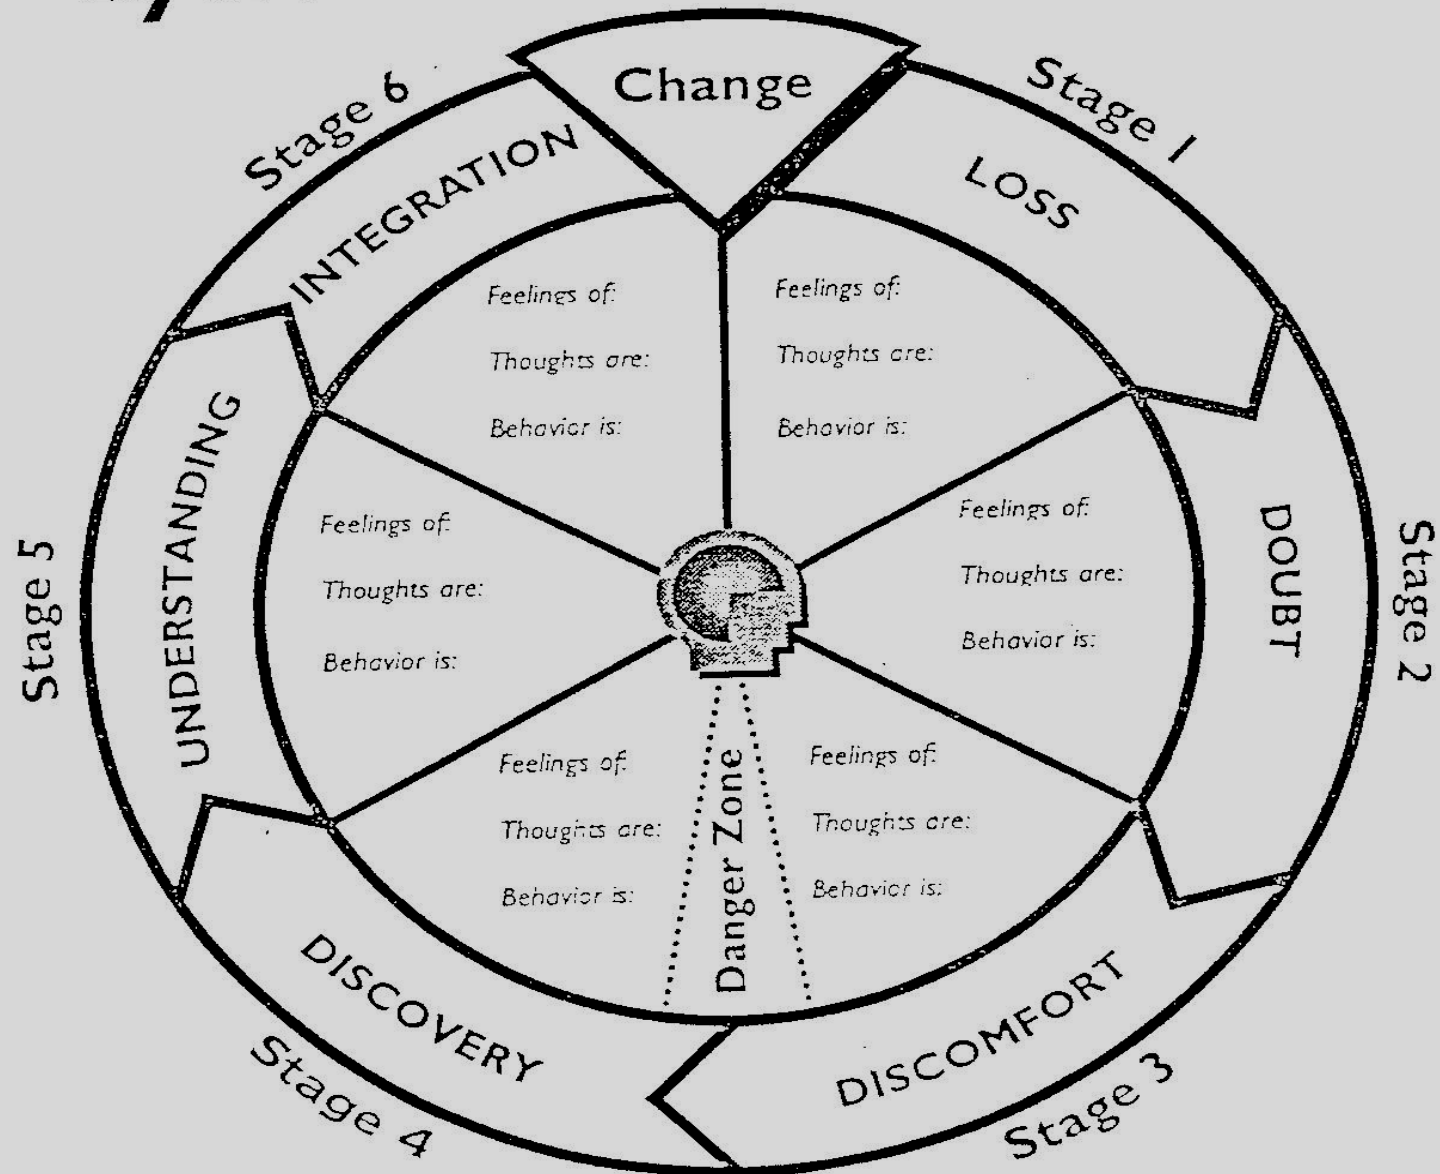 Change
Stage 1
LOSS
Feelings of:
Thoughts are:
Behavior is:
Stage 2
DOUBT
Feelings of:
Thoughts are:
Behavior is:
Stage 3
DISCOMFORT
Feelings of:
Thoughts are:
Behavior is:
Danger Zone
Stage 4
DISCOVERY
Feelings of:
Thoughts are:
Behavior is:
Stage 5
UNDERSTANDING
Feelings of:
Thoughts are:
Behavior is:
Stage 6
INTEGRATION
Feelings of:
Thoughts are:
Behavior is: